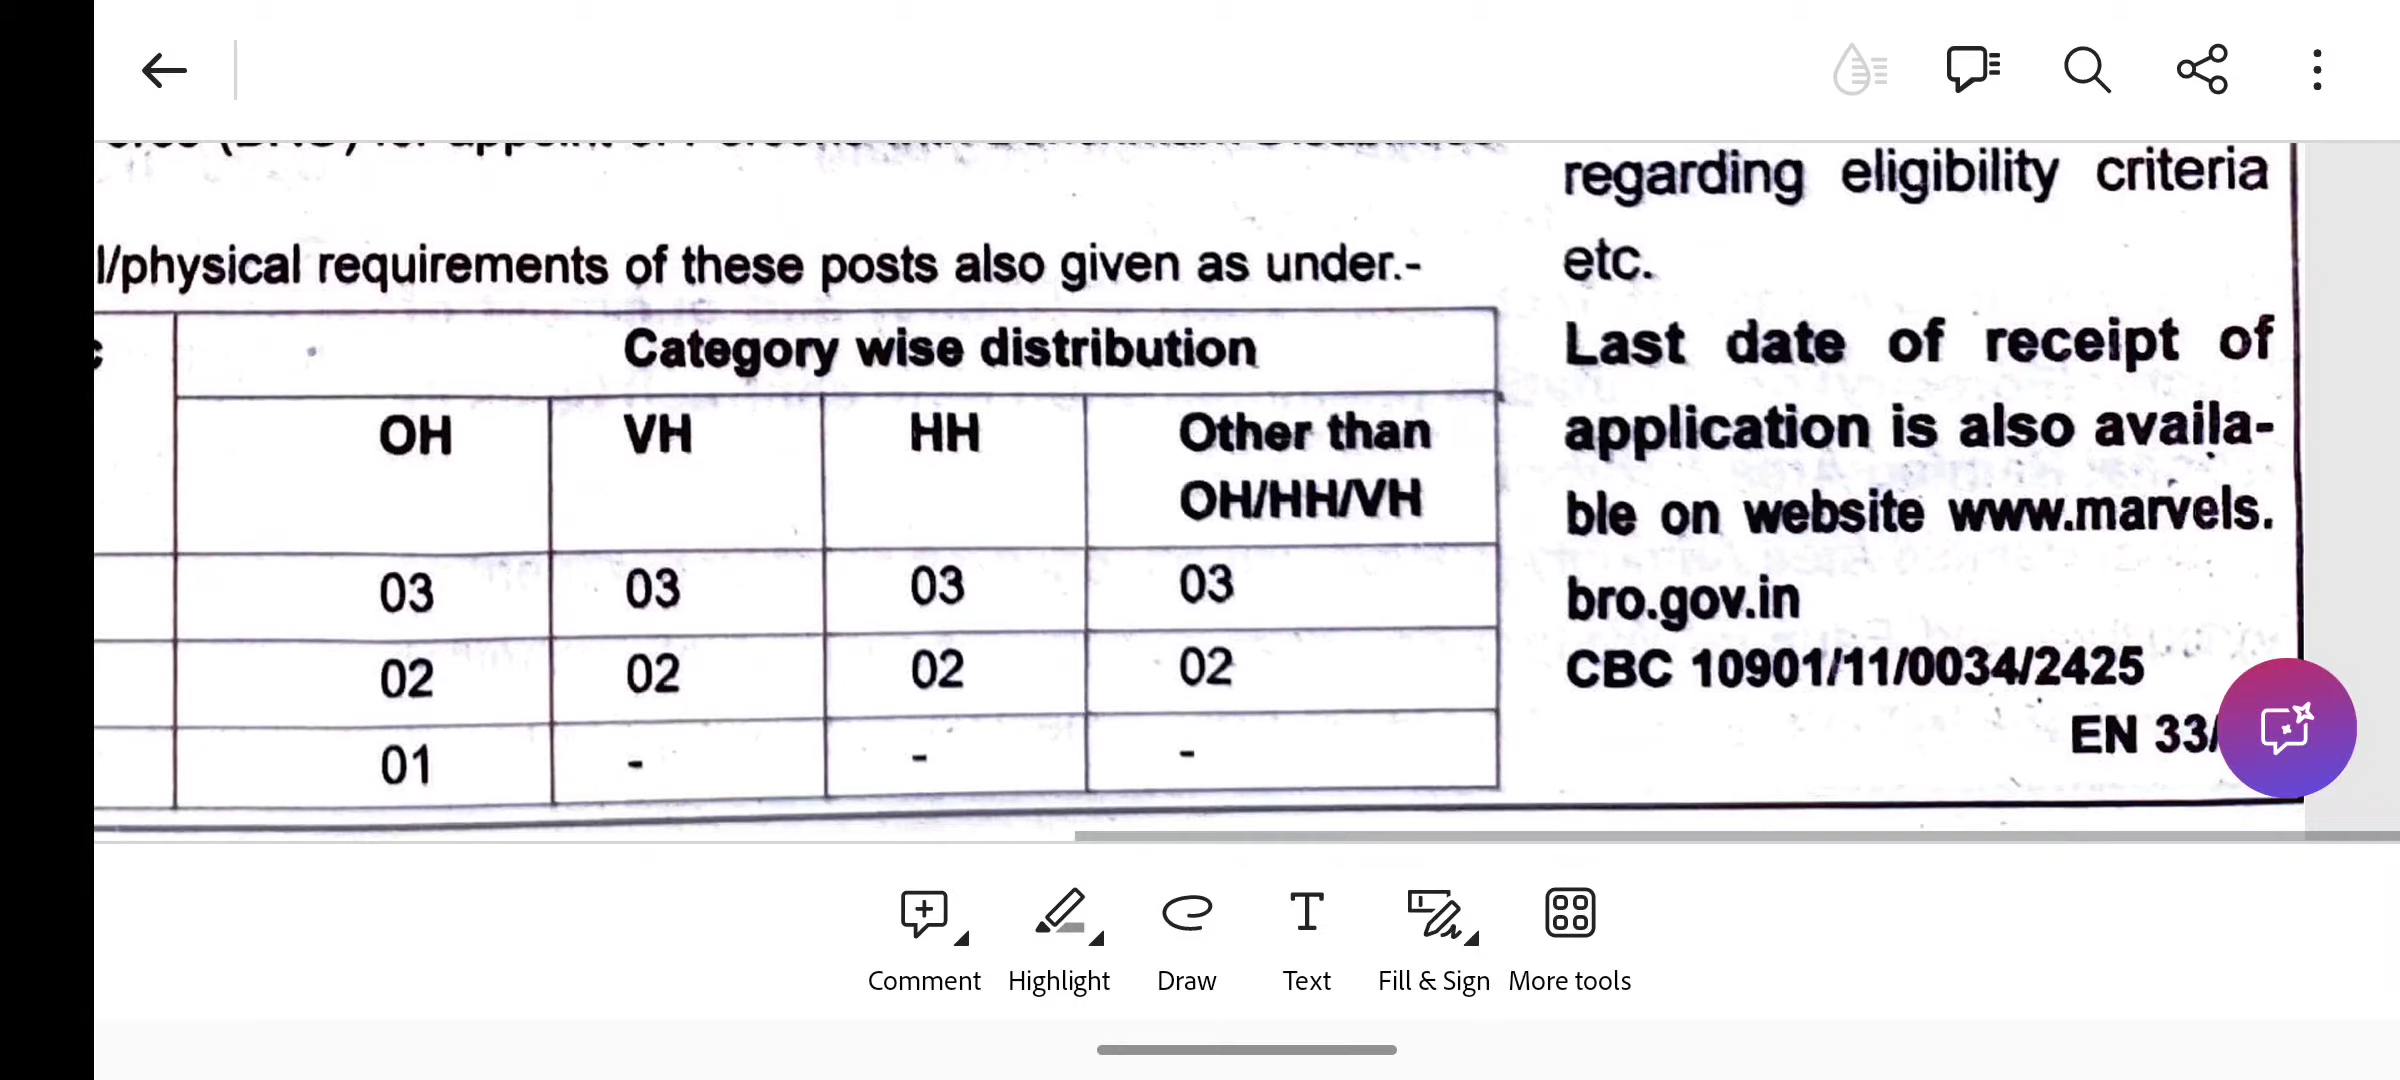 l/physical requirements of these posts also given as under.-
Category wise distribution
OH VH HH Other than
OH/HH/VH
03 03 03 03
02 02 02 02
01 - - -
regarding eligibility criteria
etc.
Last date of receipt of
application is also availa-
ble on website www.marvels.
bro.gov.in
CBC 10901/11/0034/2425
EN 33/
Comment Highlight Draw Text Fill & Sign More tools